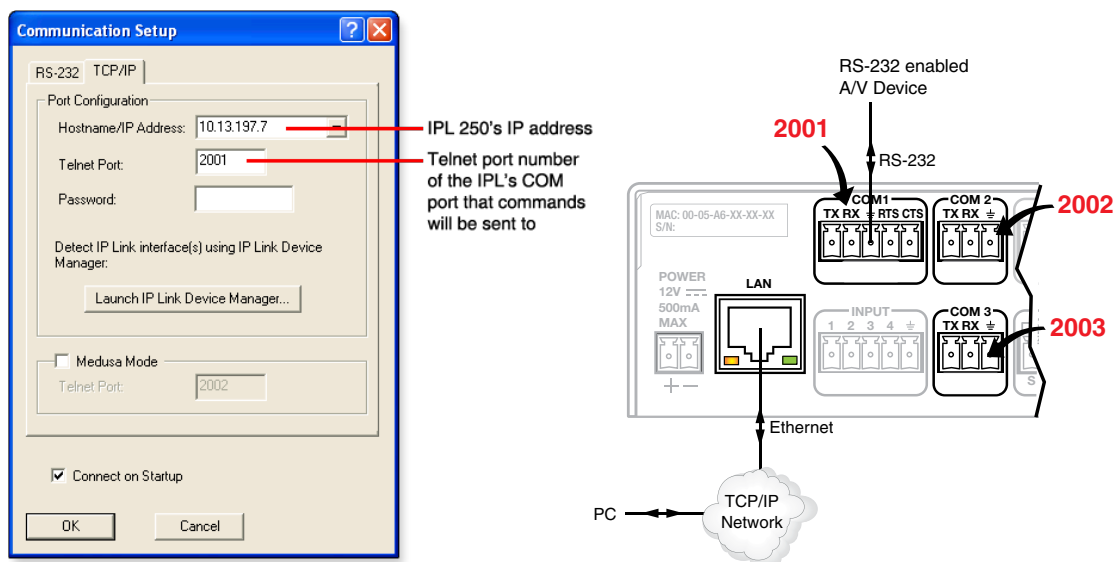 Communication Setup
RS-232 TCP/IP
Port Configuration
Hostname/IP Address: 10.13.197.7
Telnet Port: 2001
Password:
Detect IP Link interface(s) using IP Link Device
Manager:
Launch IP Link Device Manager...
Medusa Mode
Telnet Port: 2002
Connect on Startup
OK Cancel
IPL 250's IP address
Telnet port number
of the IPL's COM
port that commands
will be sent to
RS-232 enabled
A/V Device
2001
RS-232
MAC: 00-05-A6-XX-XX-XX
S/N:
COM1
TX RX RTS CTS
COM 2
TX RX
2002
POWER
12V
500mA
MAX
+ −
LAN
INPUT
1 2 3 4
COM 3
TX RX
2003
S
Ethernet
PC
TCP/IP
Network